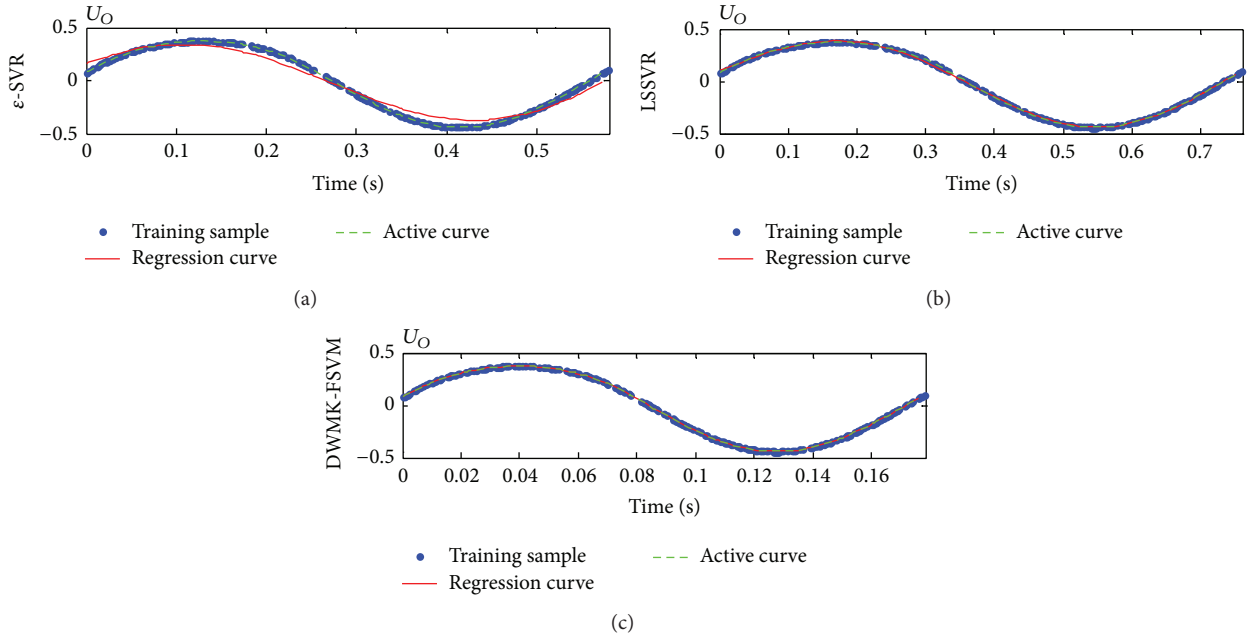 U_O
ε-SVR
0.5
0
−0.5
0 0.1 0.2 0.3 0.4 0.5
Time (s)
Training sample
Active curve
Regression curve
(a)
U_O
LSSVR
0.5
0
−0.5
0 0.1 0.2 0.3 0.4 0.5 0.6 0.7
Time (s)
Training sample
Active curve
Regression curve
(b)
U_O
DWMK-FSVM
0.5
0
−0.5
0 0.02 0.04 0.06 0.08 0.1 0.12 0.14 0.16
Time (s)
Training sample
Active curve
Regression curve
(c)